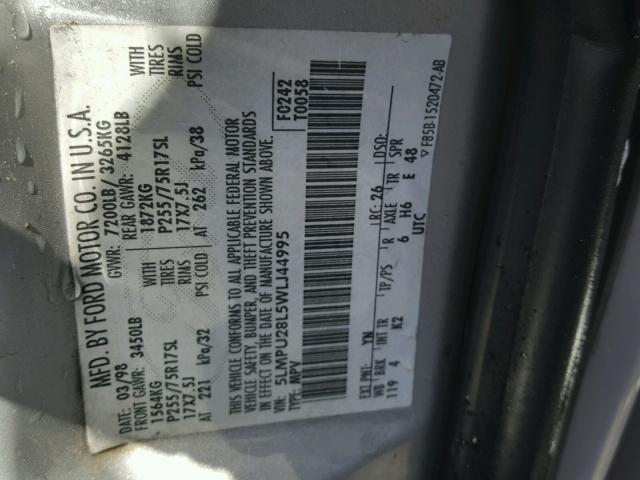 MFD. BY FORD MOTOR CO. IN U.S.A.
DATE: 03/98 GVWR: 7200LB/ 3265KG
FRONT GAWR: 3450LB REAR GAWR: 4128LB
1564KG 1872KG WITH
P255/75R17SL P255/75R17SL TIRES
17X7.5J 17X7.5J RIMS
AT 221 kPa/32 PSI COLD AT 262 kPa/38 PSI COLD
WITH
TIRES
RIMS
THIS VEHICLE CONFORMS TO ALL APPLICABLE FEDERAL MOTOR
VEHICLE SAFETY, BUMPER, AND THEFT PREVENTION STANDARDS
IN EFFECT ON THE DATE OF MANUFACTURE SHOWN ABOVE.
VIN: 5LMPU28L5WLJ44995 F0242
TYPE: MPV T0058
EXT PNT: YN RC: 26 DSO:
WB BRK INT TR TP/PS R AXLE TR SPR
119 4 K2 6 H6 E 48
UTC
▽ F85B-1520472-AB